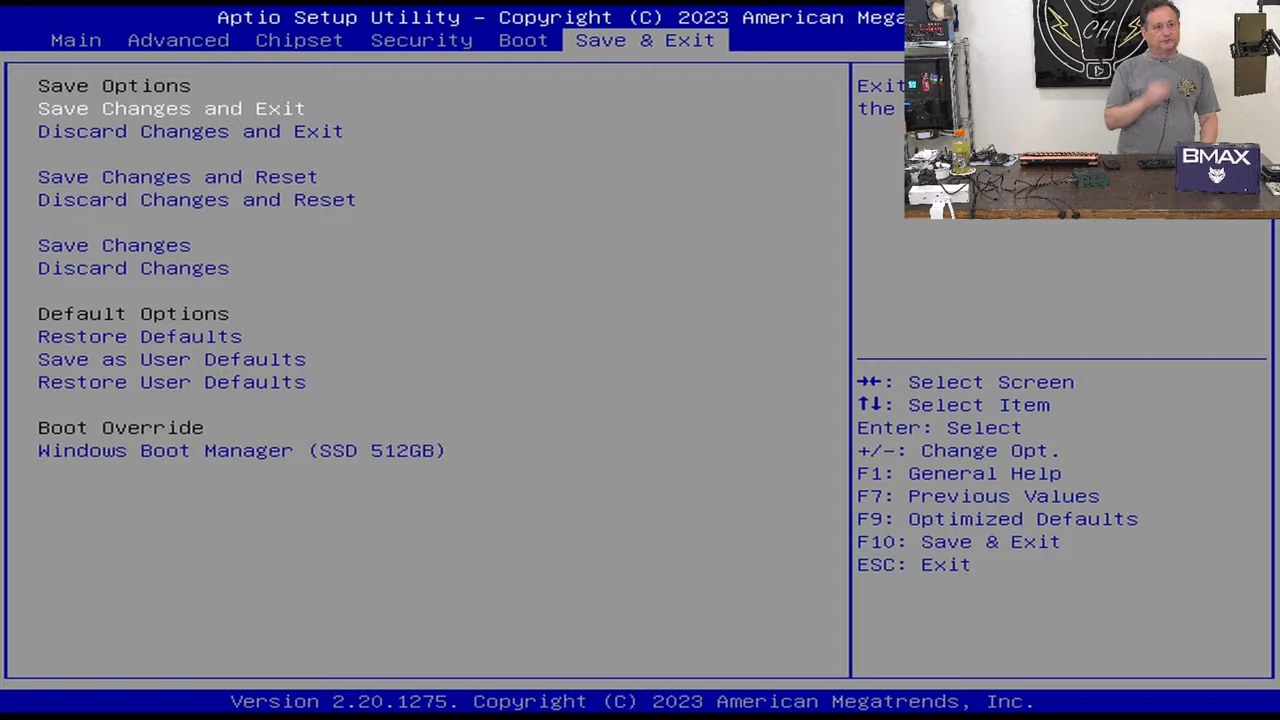 Aptio Setup Utility – Copyright (C) 2023 American
Main Advanced Chipset Security Boot Save & Exit
Save Options
Save Changes and Exit
Discard Changes and Exit
Save Changes and Reset
Discard Changes and Reset
Save Changes
Discard Changes
Default Options
Restore Defaults
Save as User Defaults
Restore User Defaults
Boot Override
Windows Boot Manager (SSD 512GB)
Exit
the
CH
BMAX
→←: Select Screen
↑↓: Select Item
Enter: Select
+/-: Change Opt.
F1: General Help
F7: Previous Values
F9: Optimized Defaults
F10: Save & Exit
ESC: Exit
Version 2.20.1275. Copyright (C) 2023 American Megatrends, Inc.